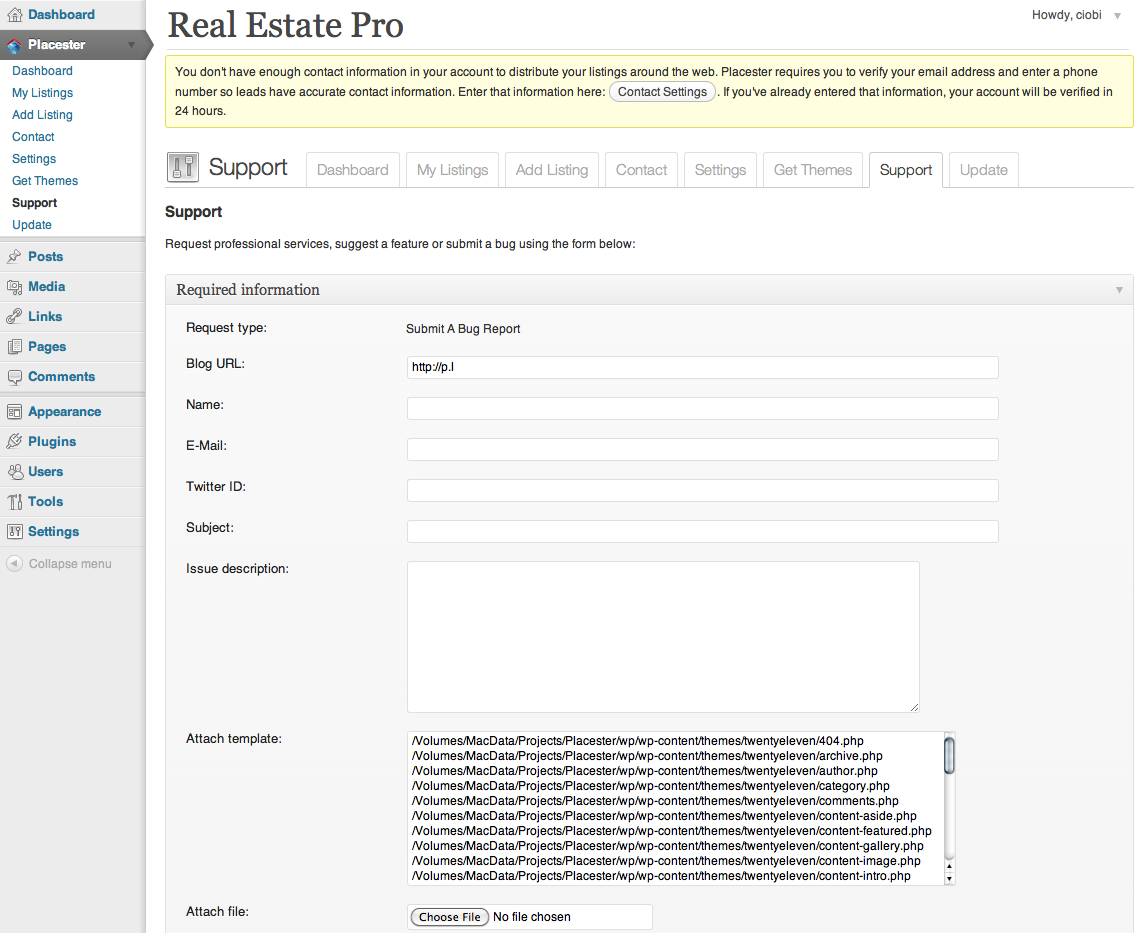 Dashboard
Placester
Dashboard
My Listings
Add Listing
Contact
Settings
Get Themes
Support
Update
Posts
Media
Links
Pages
Comments
Appearance
Plugins
Users
Tools
Settings
Collapse menu
Real Estate Pro
Howdy, ciobi
You don't have enough contact information in your account to distribute your listings around the web. Placester requires you to verify your email address and enter a phone
number so leads have accurate contact information. Enter that information here: Contact Settings . If you've already entered that information, your account will be verified in
24 hours.
Support Dashboard My Listings Add Listing Contact Settings Get Themes Support Update
Support
Request professional services, suggest a feature or submit a bug using the form below:
Required information
Request type: Submit A Bug Report
Blog URL: http://p.l
Name:
E-Mail:
Twitter ID:
Subject:
Issue description:
Attach template:
/Volumes/MacData/Projects/Placester/wp/wp-content/themes/twentyeleven/404.php
/Volumes/MacData/Projects/Placester/wp/wp-content/themes/twentyeleven/archive.php
/Volumes/MacData/Projects/Placester/wp/wp-content/themes/twentyeleven/author.php
/Volumes/MacData/Projects/Placester/wp/wp-content/themes/twentyeleven/category.php
/Volumes/MacData/Projects/Placester/wp/wp-content/themes/twentyeleven/comments.php
/Volumes/MacData/Projects/Placester/wp/wp-content/themes/twentyeleven/content-aside.php
/Volumes/MacData/Projects/Placester/wp/wp-content/themes/twentyeleven/content-featured.php
/Volumes/MacData/Projects/Placester/wp/wp-content/themes/twentyeleven/content-gallery.php
/Volumes/MacData/Projects/Placester/wp/wp-content/themes/twentyeleven/content-image.php
/Volumes/MacData/Projects/Placester/wp/wp-content/themes/twentyeleven/content-intro.php
Attach file: Choose File No file chosen